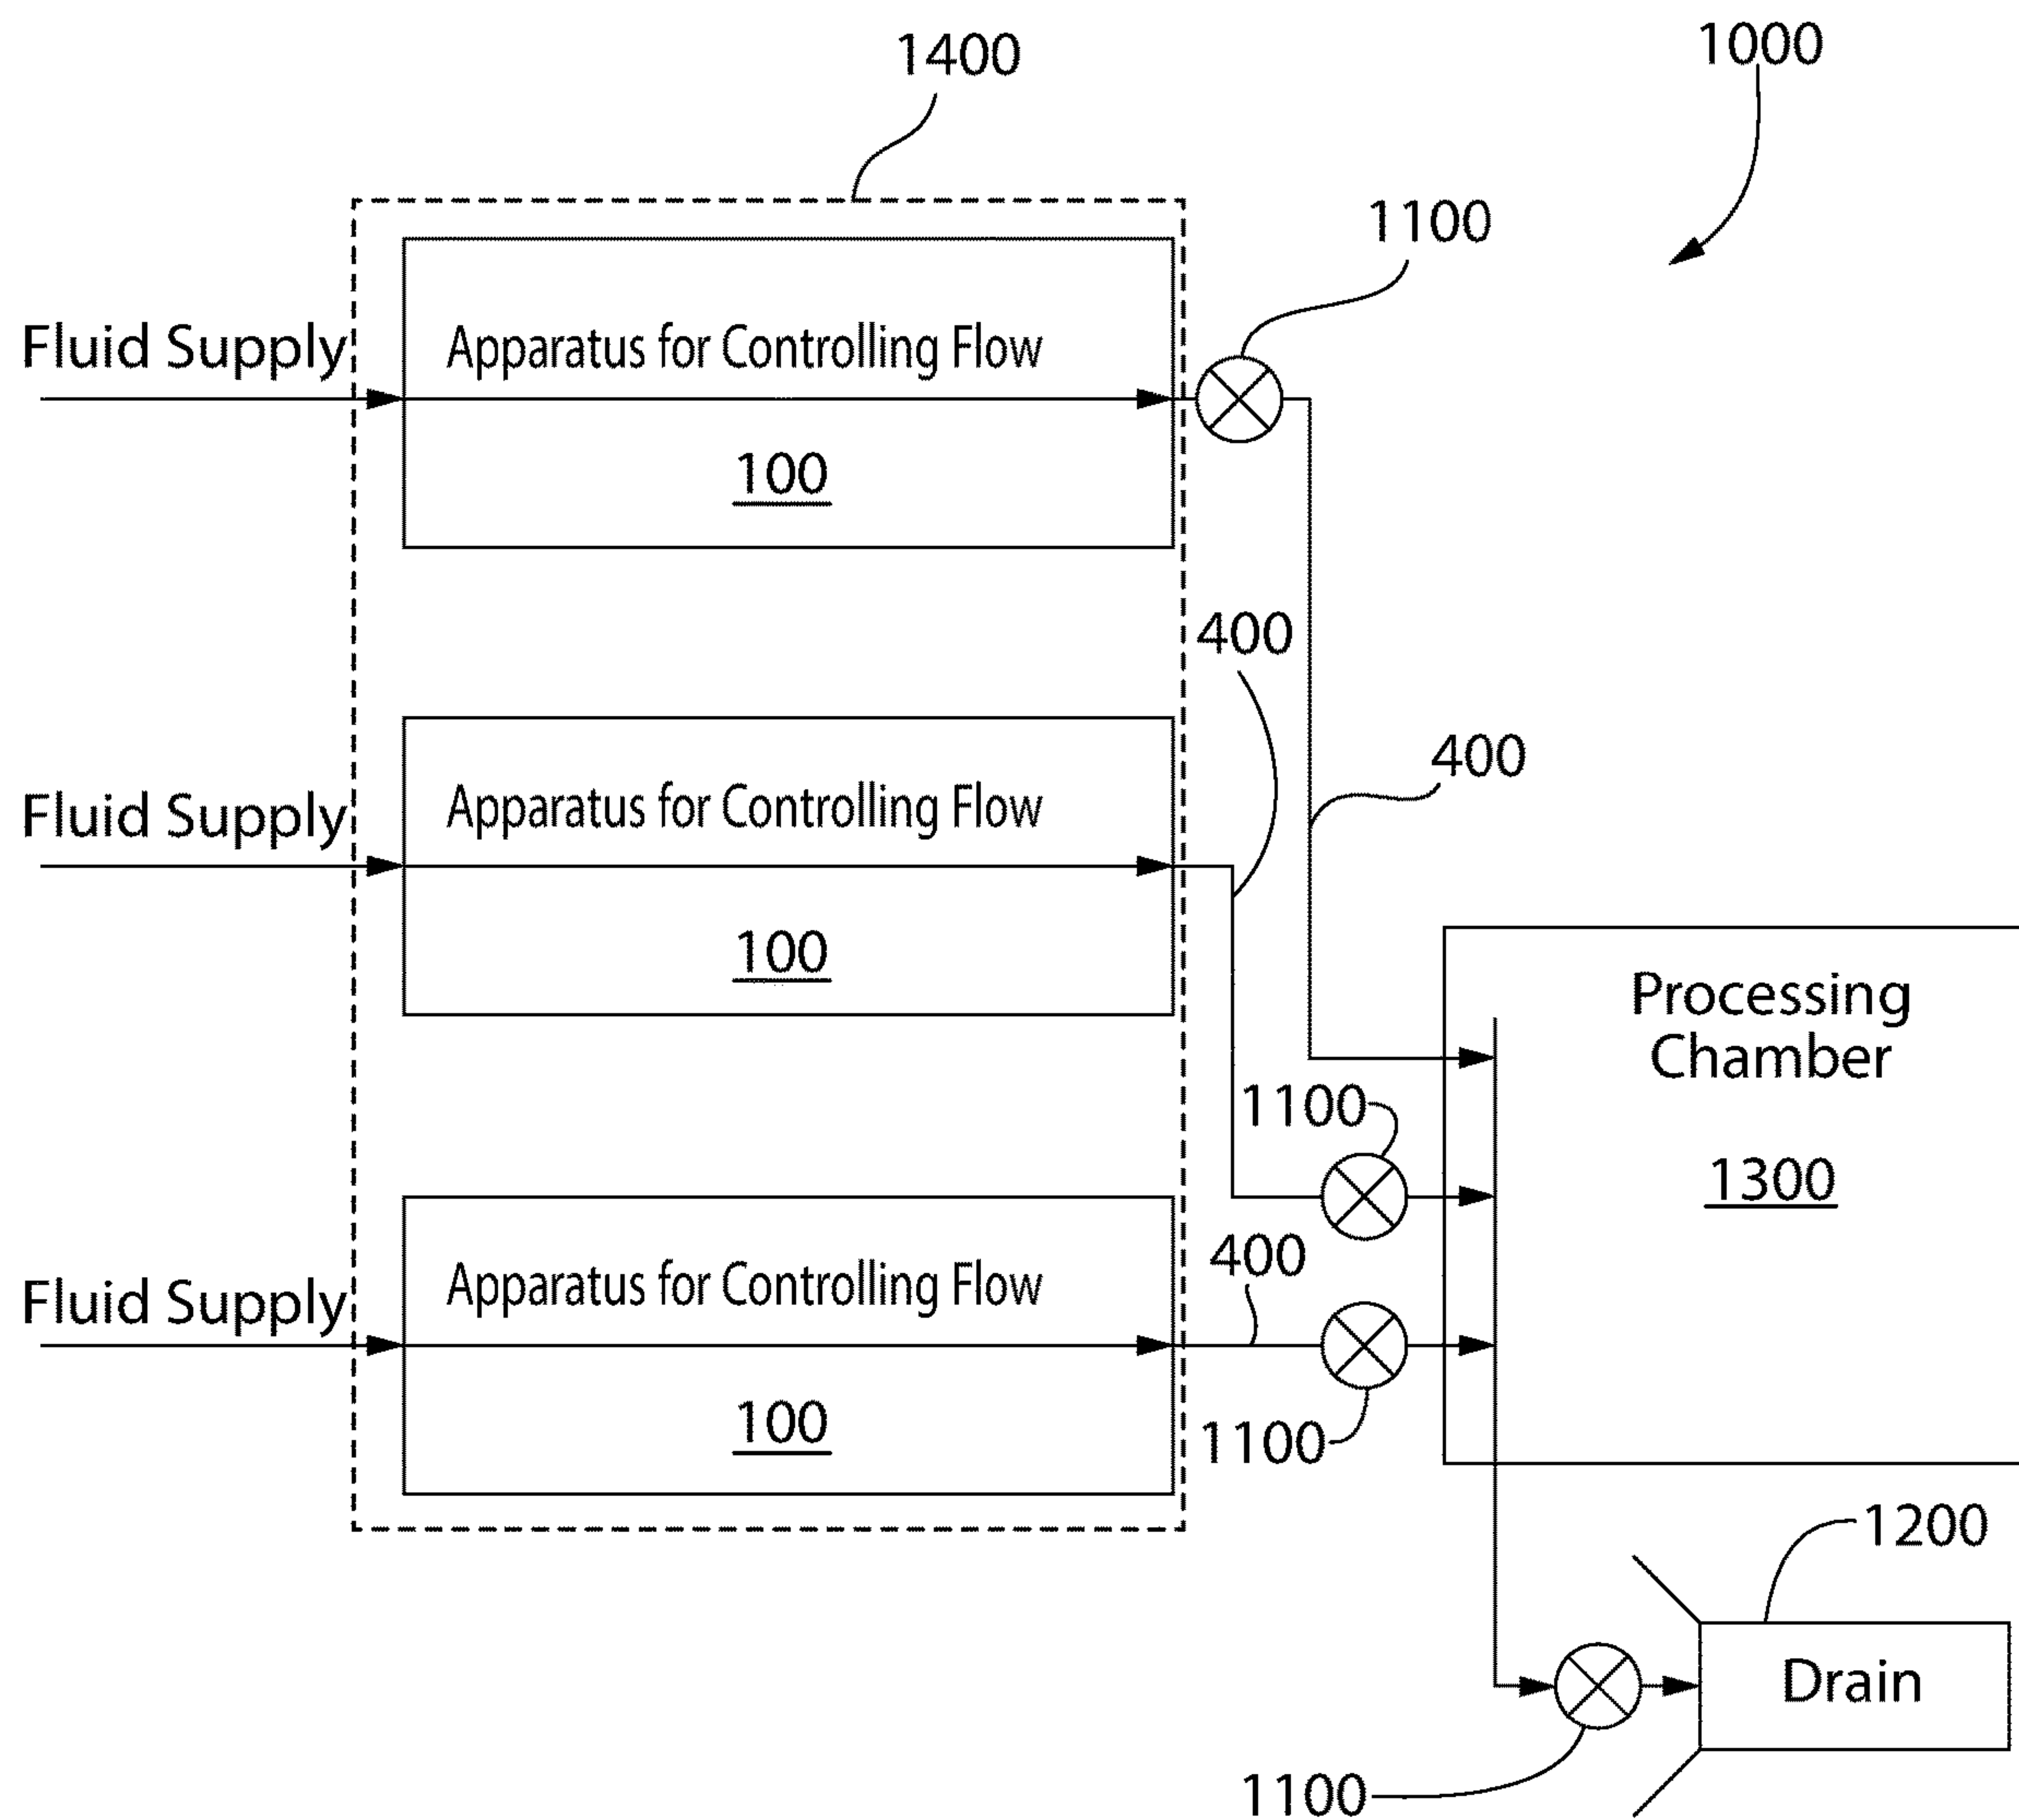 1400
1000
1100
Fluid Supply
Apparatus for Controlling Flow
100
400
400
Fluid Supply
Apparatus for Controlling Flow
100
Processing
Chamber
1100
1300
400
Fluid Supply
Apparatus for Controlling Flow
100
1100
1200
Drain
1100